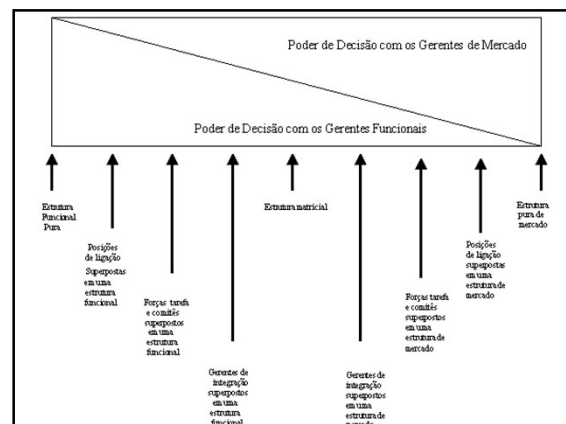 Poder de Decisão com os Gerentes de Mercado
Poder de Decisão com os Gerentes Funcionais
Estrutura
Funcional
Pura
Posições
de ligação
Superpostas
em uma
estrutura
funcional
Forças tarefa
e comitês
superpostos
em uma
estrutura
funcional
Gerentes de
integração
superpostos
em uma
estrutura
funcional
Estrutura matricial
Gerentes de
integração
superpostos
em uma
estrutura de
mercado
Forças tarefa
e comitês
superpostos
em uma
estrutura de
mercado
Posições
de ligação
superpostas
em uma
estrutura de
mercado
Estrutura
pura de
mercado